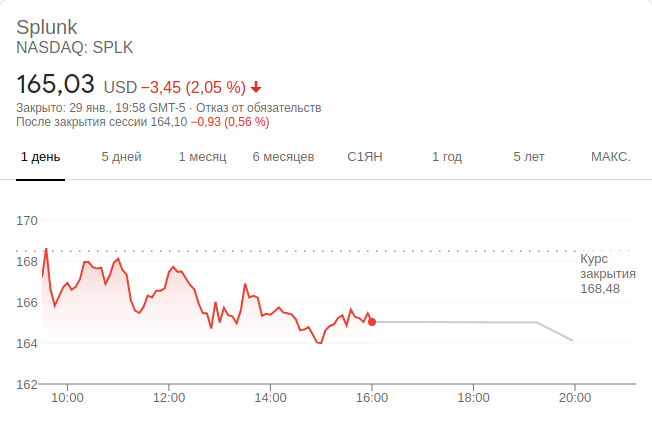 Splunk
NASDAQ: SPLK
165,03 USD −3,45 (2,05 %)
Закрыто: 29 янв., 19:58 GMT-5 · Отказ от обязательств
После закрытия сессии 164,10 −0,93 (0,56 %)
1 день 5 дней 1 месяц 6 месяцев С1ЯН 1 год 5 лет МАКС.
170
168
166
164
162
Курс
закрытия
168,48
10:00 12:00 14:00 16:00 18:00 20:00